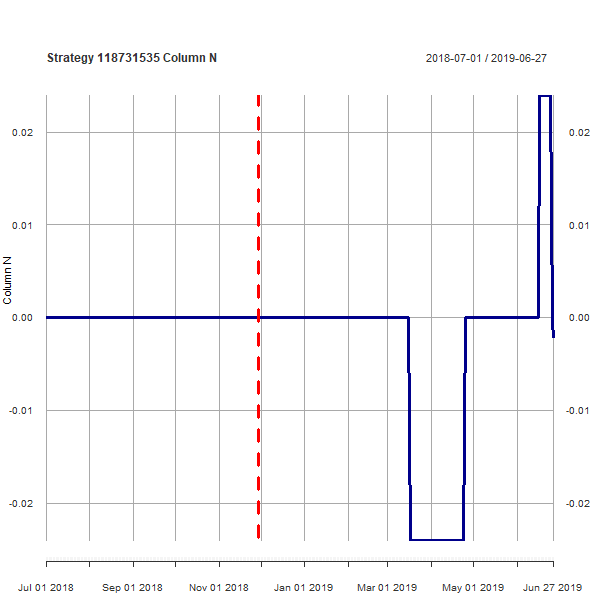 Strategy 118731535 Column N
2018-07-01 / 2019-06-27
0.02
0.02
0.01
0.01
0.00
0.00
-0.01
-0.01
-0.02
-0.02
Column N
Jul 01 2018
Sep 01 2018
Nov 01 2018
Jan 01 2019
Mar 01 2019
May 01 2019
Jun 27 2019